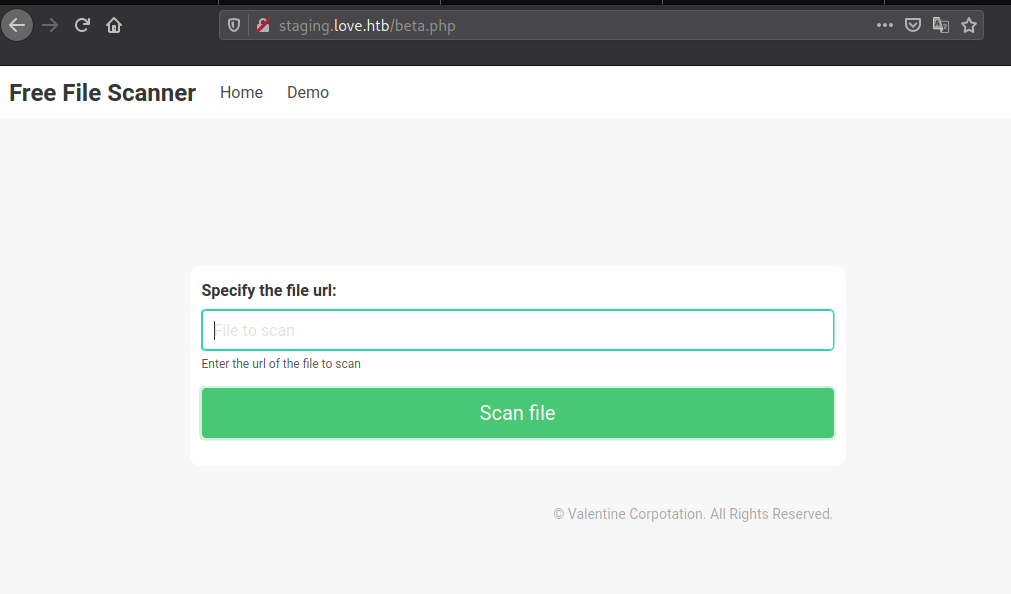 staging.love.htb/beta.php
Free File Scanner Home Demo
Specify the file url:
File to scan
Enter the url of the file to scan
Scan file
© Valentine Corpotation. All Rights Reserved.